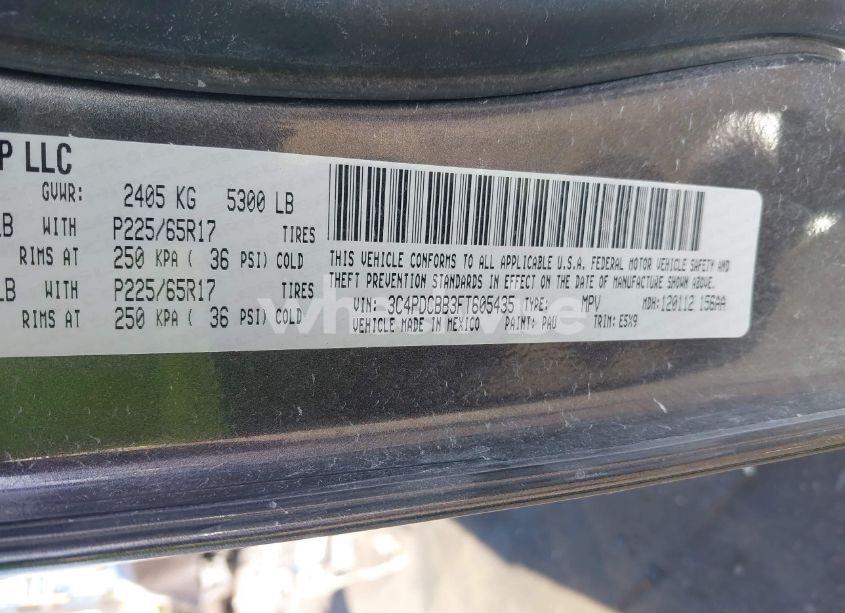 P LLC
GVWR: 2405 KG 5300 LB
LB WITH P225/65R17 TIRES
RIMS AT 250 KPA ( 36 PSI) COLD
LB WITH P225/65R17 TIRES
RIMS AT 250 KPA ( 36 PSI) COLD
THIS VEHICLE CONFORMS TO ALL APPLICABLE U.S.A. FEDERAL MOTOR VEHICLE SAFETY AND
THEFT PREVENTION STANDARDS IN EFFECT ON THE DATE OF MANUFACTURE SHOWN ABOVE.
VIN: 3C4PDCBB3FT605435 TYPE: MPV MDH:120112 156AA
VEHICLE MADE IN MEXICO PAINT: PAU TRIM: E5X9